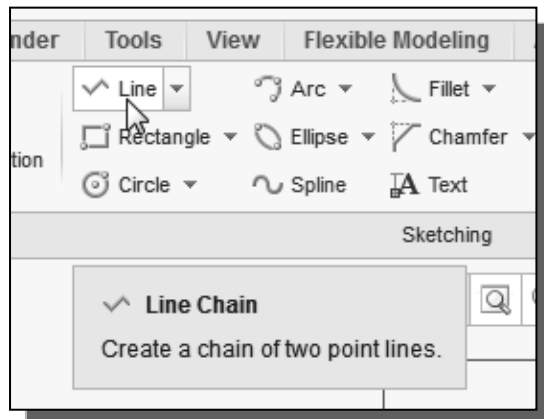 nder Tools View Flexible Modeling
Line Arc Fillet
Rectangle Ellipse Chamfer
tion
Circle Spline Text
Sketching
Line Chain
Create a chain of two point lines.